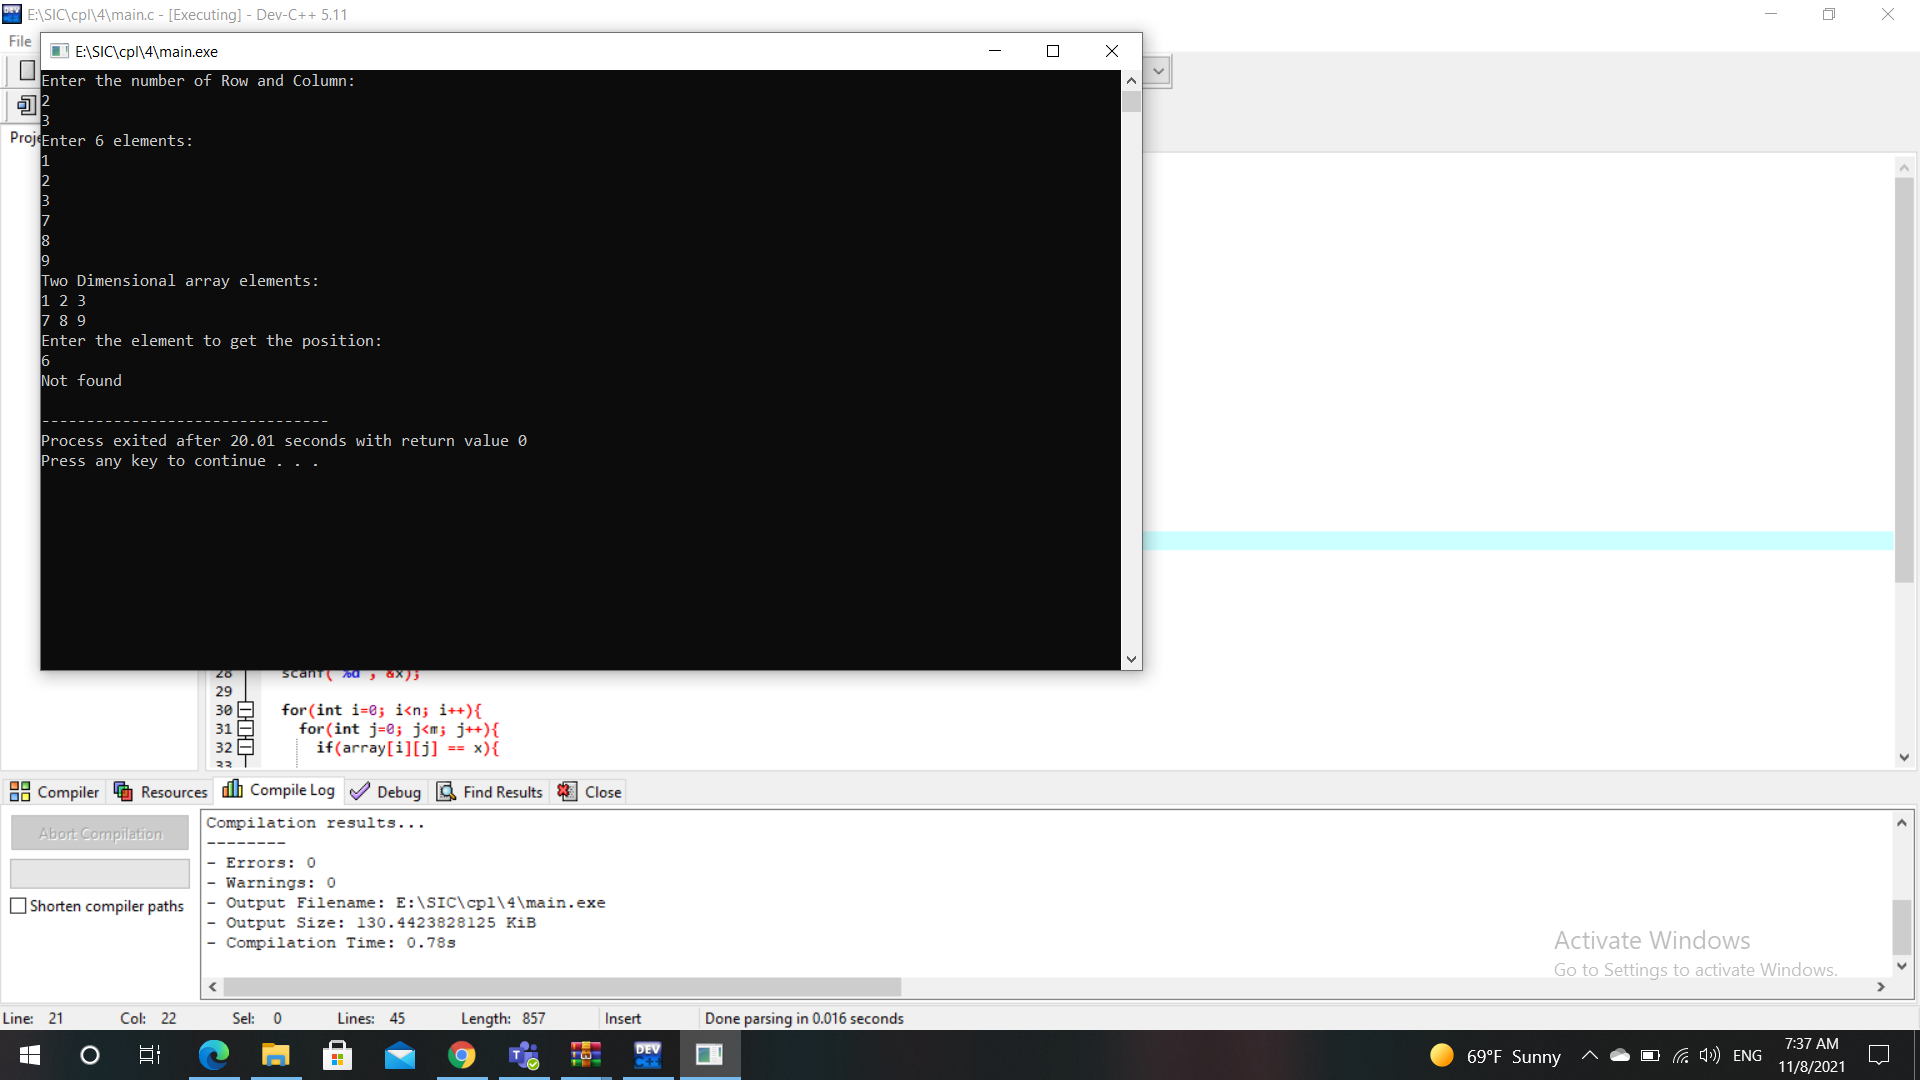 E:\SIC\cpl\4\main.c - [Executing] - Dev-C++ 5.11
File
E:\SIC\cpl\4\main.exe
Enter the number of Row and Column:
2
3
Proje
Enter 6 elements:
1
2
3
7
8
9
Two Dimensional array elements:
1 2 3
7 8 9
Enter the element to get the position:
6
Not found
--------------------------------
Process exited after 20.01 seconds with return value 0
Press any key to continue . . .
28 scanf("%d", &x);
29
30 for(int i=0; i<n; i++){
31 for(int j=0; j<m; j++){
32 if(array[i][j] == x){
33
Compiler Resources Compile Log Debug Find Results Close
Abort Compilation
Shorten compiler paths
Compilation results...
--------
- Errors: 0
- Warnings: 0
- Output Filename: E:\SIC\cpl\4\main.exe
- Output Size: 130.4423828125 KiB
- Compilation Time: 0.78s
Activate Windows
Go to Settings to activate Windows.
Line: 21 Col: 22 Sel: 0 Lines: 45 Length: 857 Insert Done parsing in 0.016 seconds
DEV
69°F Sunny
ENG
7:37 AM
11/8/2021